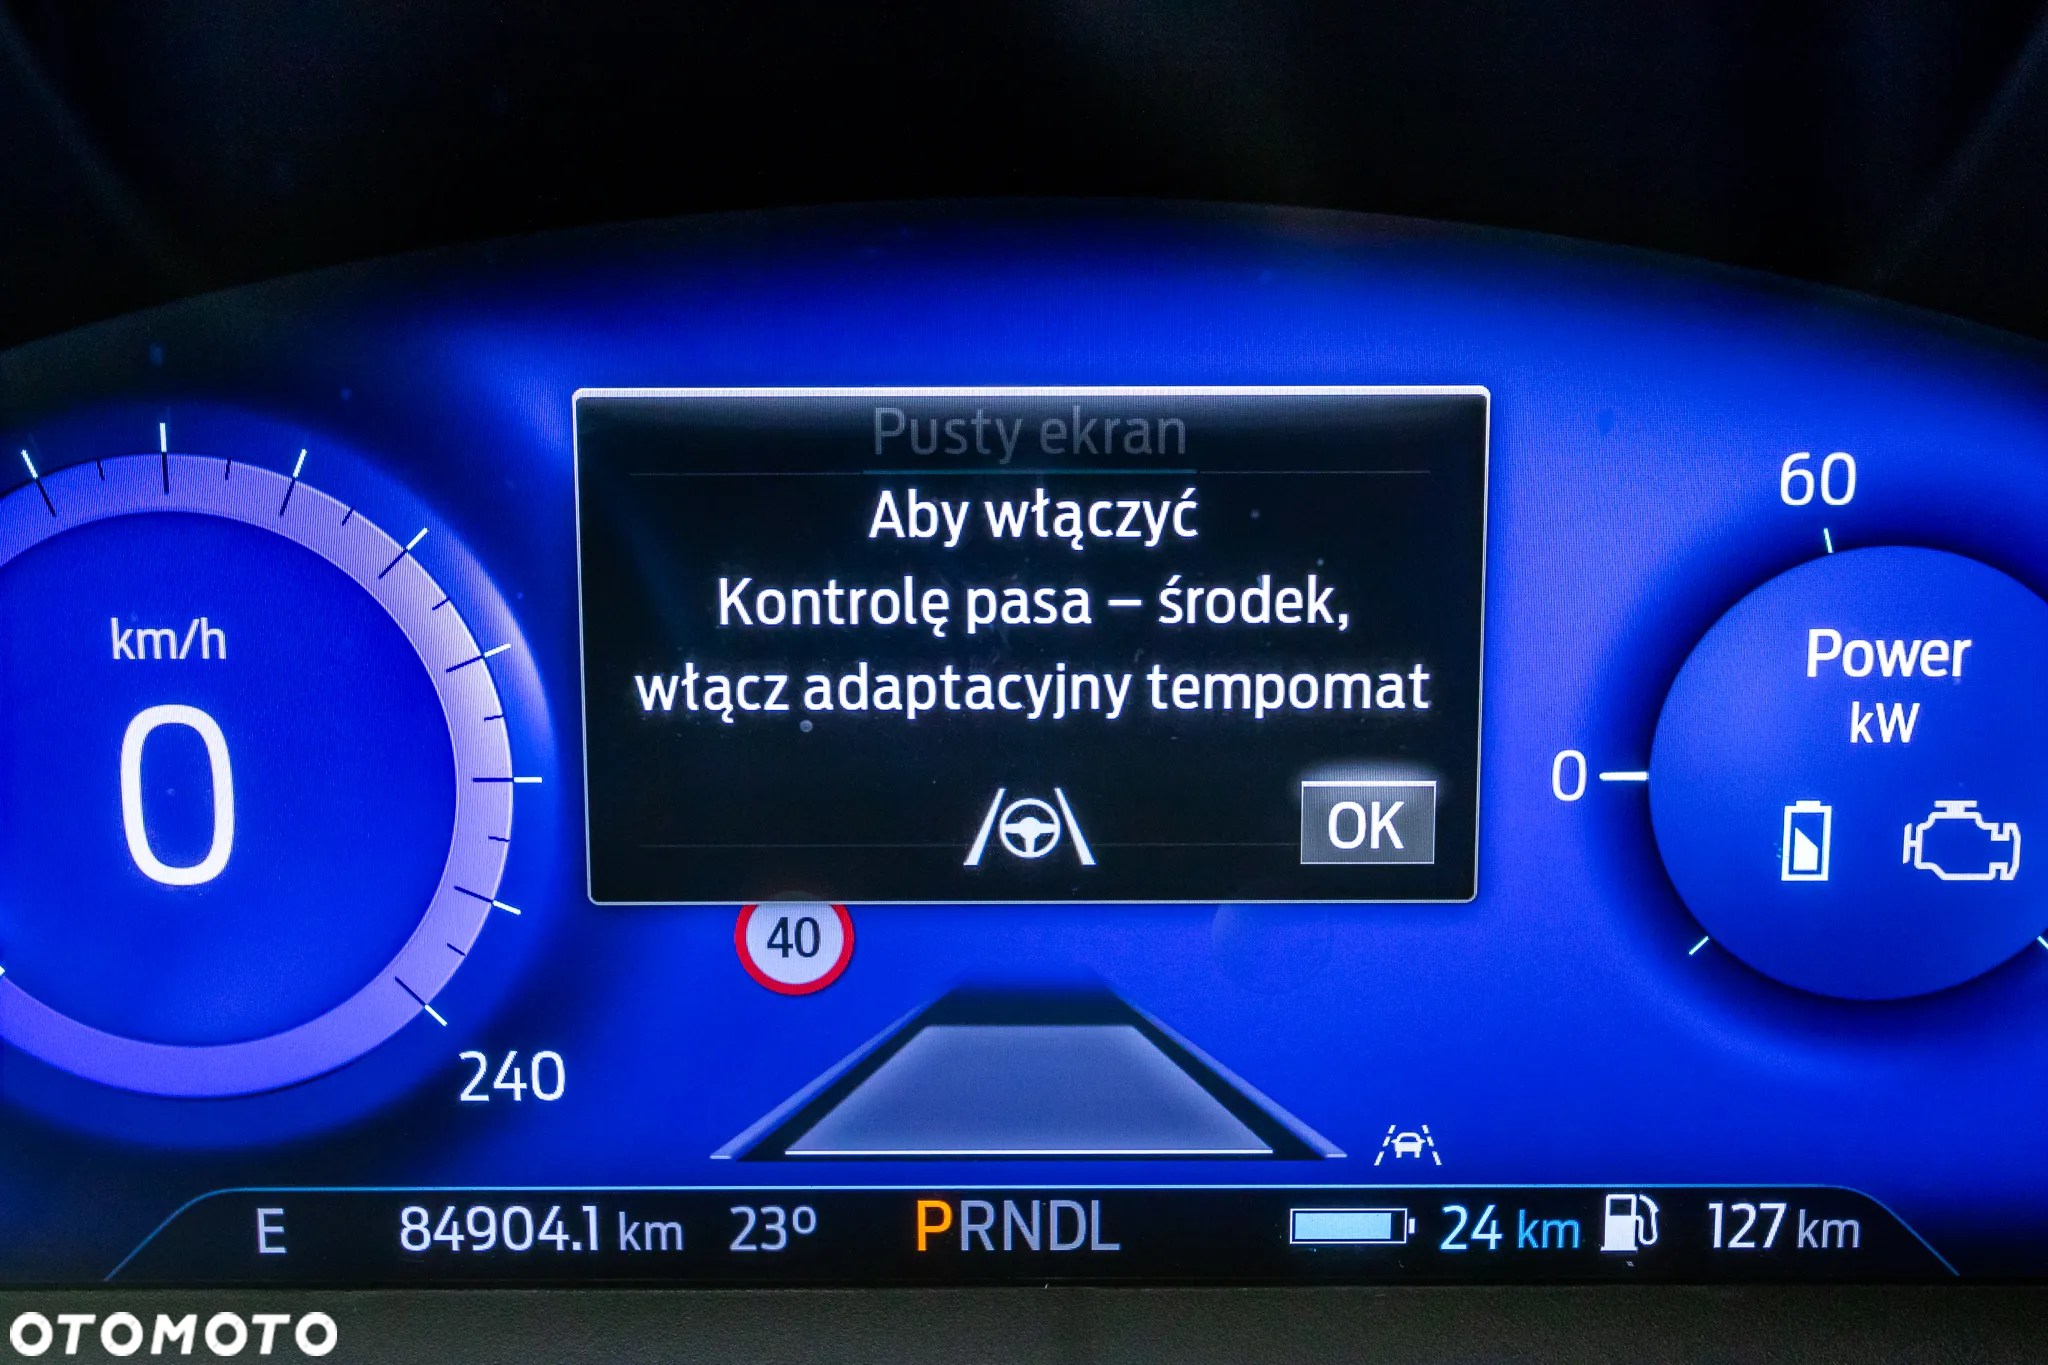 Pusty ekran
Aby włączyć
Kontrolę pasa – środek,
włącz adaptacyjny tempomat
OK
km/h
0
240
40
60
0
Power
kW
E 84904.1 km 23º PRNDL 24 km 127 km
OTOMOTO